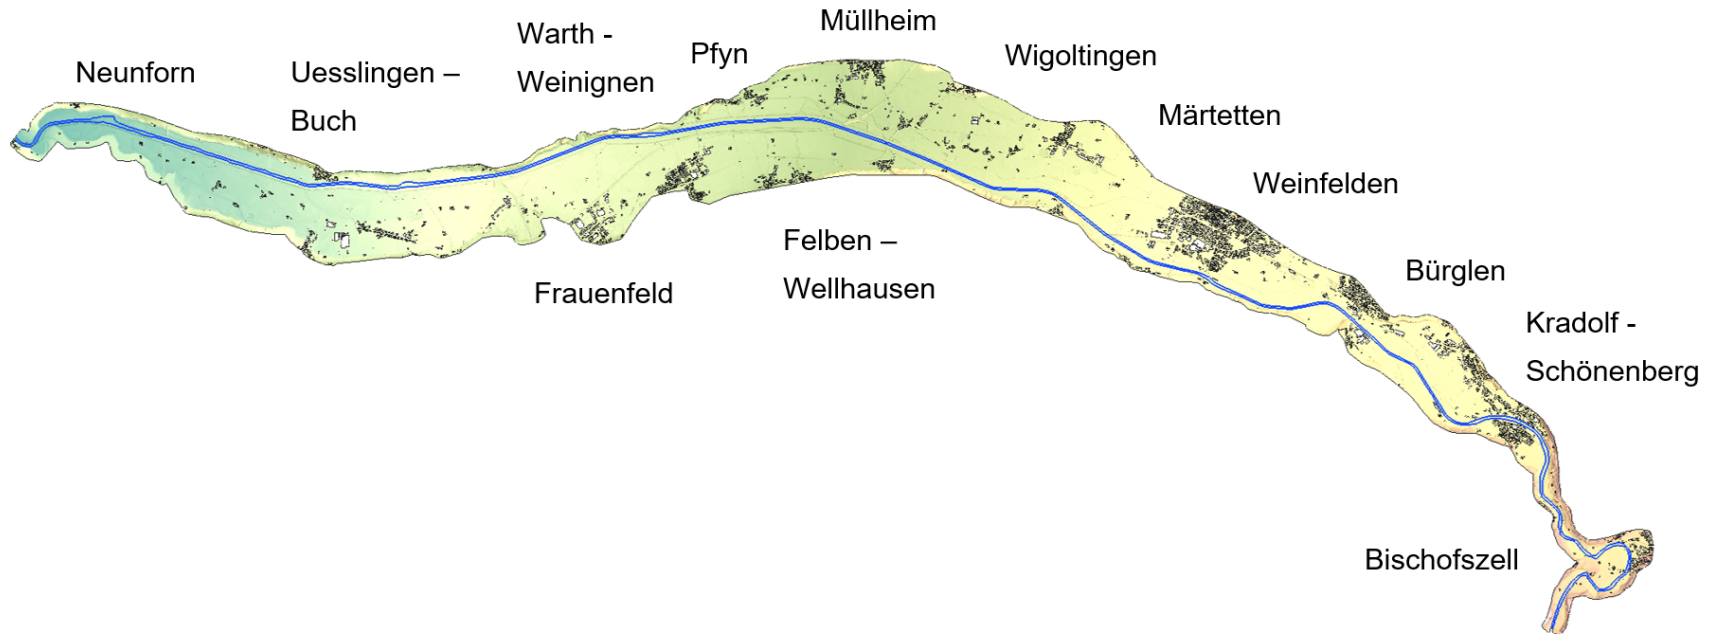 Neunforn
Uesslingen –
Buch
Warth -
Weinignen
Pfyn
Müllheim
Wigoltingen
Märtetten
Weinfelden
Bürglen
Kradolf -
Schönenberg
Frauenfeld
Felben –
Wellhausen
Bischofszell